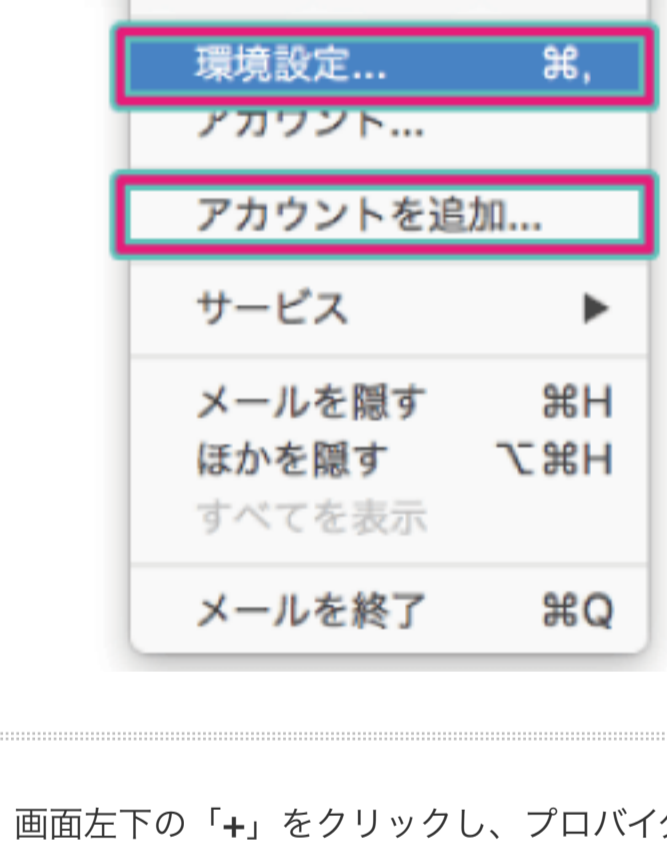 環境設定... ⌘,
アカウント...
アカウントを追加...
サービス ▶
メールを隠す ⌘H
ほかを隠す ⌥⌘H
すべてを表示
メールを終了 ⌘Q
画面左下の「+」をクリックし、プロバイ